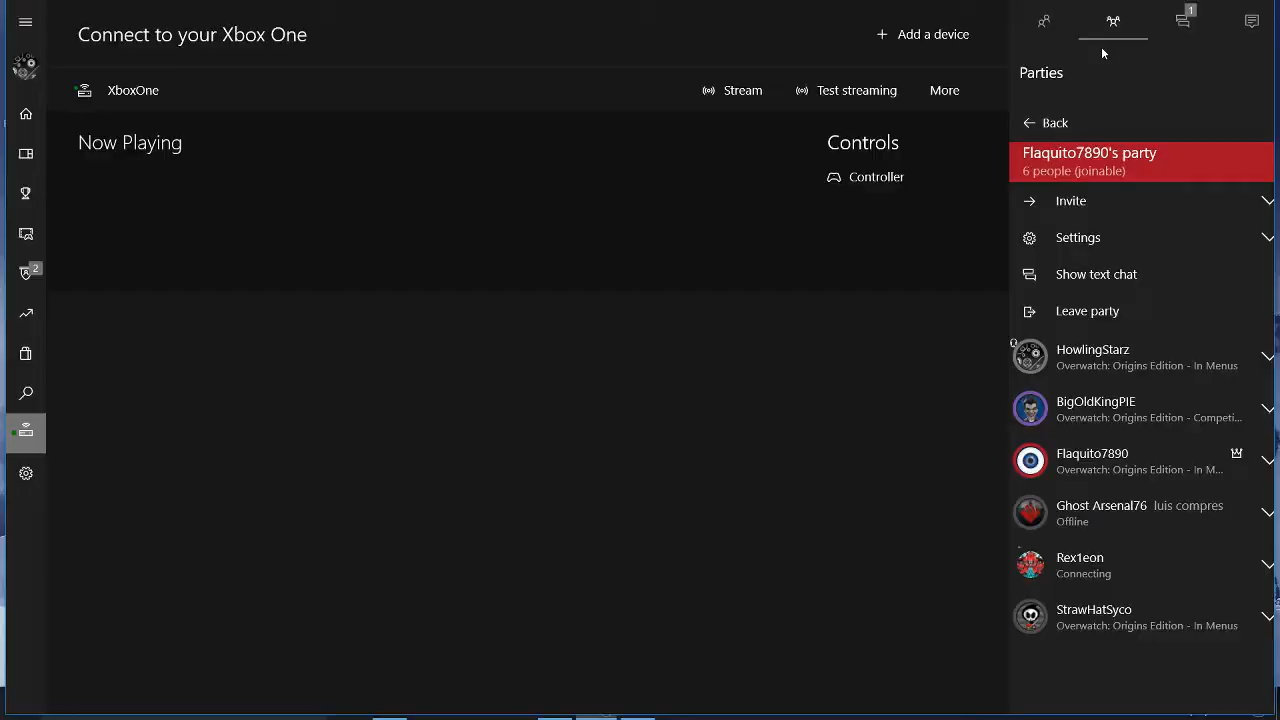 Connect to your Xbox One
+ Add a device
XboxOne
Stream
Test streaming
More
Now Playing
Controls
Controller
2
1
Parties
Back
Flaquito7890's party
6 people (joinable)
Invite
Settings
Show text chat
Leave party
HowlingStarz
Overwatch: Origins Edition - In Menus
BigOldKingPIE
Overwatch: Origins Edition - Competi...
Flaquito7890
Overwatch: Origins Edition - In M...
Ghost Arsenal76 luis compres
Offline
Rex1eon
Connecting
StrawHatSyco
Overwatch: Origins Edition - In Menus